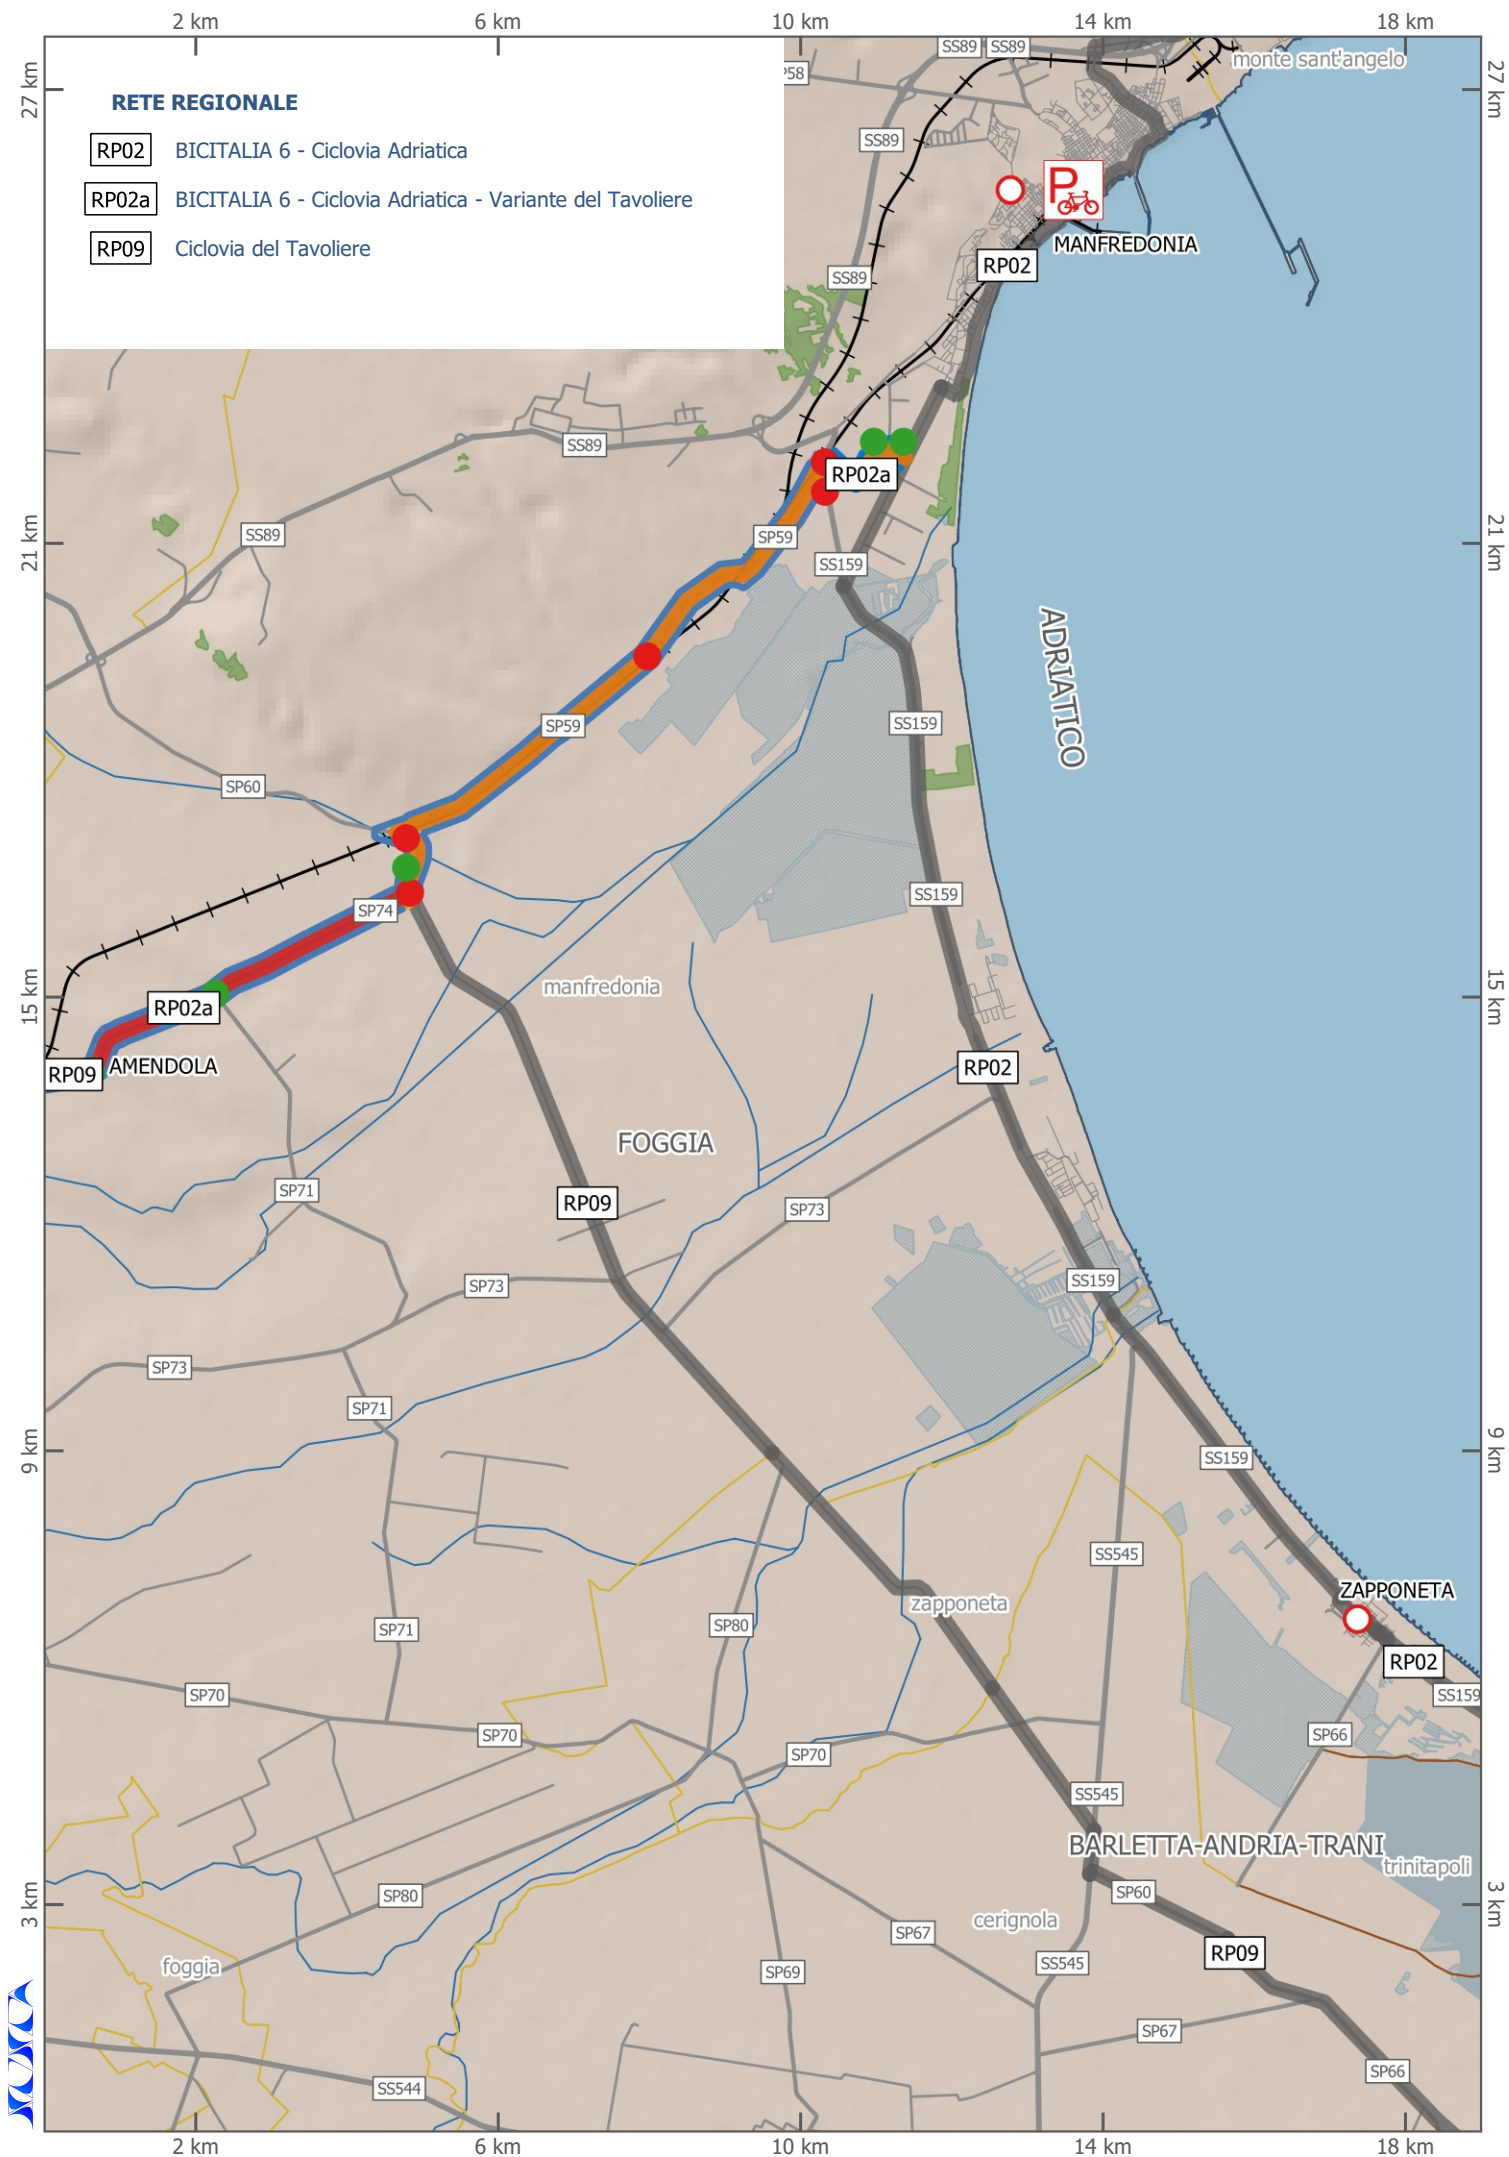 2 km 6 km 10 km 14 km 18 km
27 km
27 km
RETE REGIONALE
RP02 BICITALIA 6 - Ciclovia Adriatica
RP02a BICITALIA 6 - Ciclovia Adriatica - Variante del Tavoliere
RP09 Ciclovia del Tavoliere
SS89 SS89
monte sant'angelo
P58
SS89
P
MANFREDONIA
RP02
SS89
SS89
RP02a
SS89
SP59
21 km
21 km
SS159
ADRIATICO
SP59
SS159
SP60
SS159
SP74
manfredonia
15 km
15 km
RP02a
AMENDOLA
RP09
RP02
FOGGIA
SP71
RP09
SP73
SS159
SP73
SP73
SP71
9 km
9 km
SS159
SS545
ZAPPONETA
zapponeta
SP80
SP71
RP02
SP70
SS159
SP70
SP66
SP70
SS545
BARLETTA-ANDRIA-TRANI
trinitapoli
SP80
SP60
3 km
3 km
cerignola
SP67
RP09
foggia
SS545
SP69
SP67
SP66
SS544
2 km 6 km 10 km 14 km 18 km